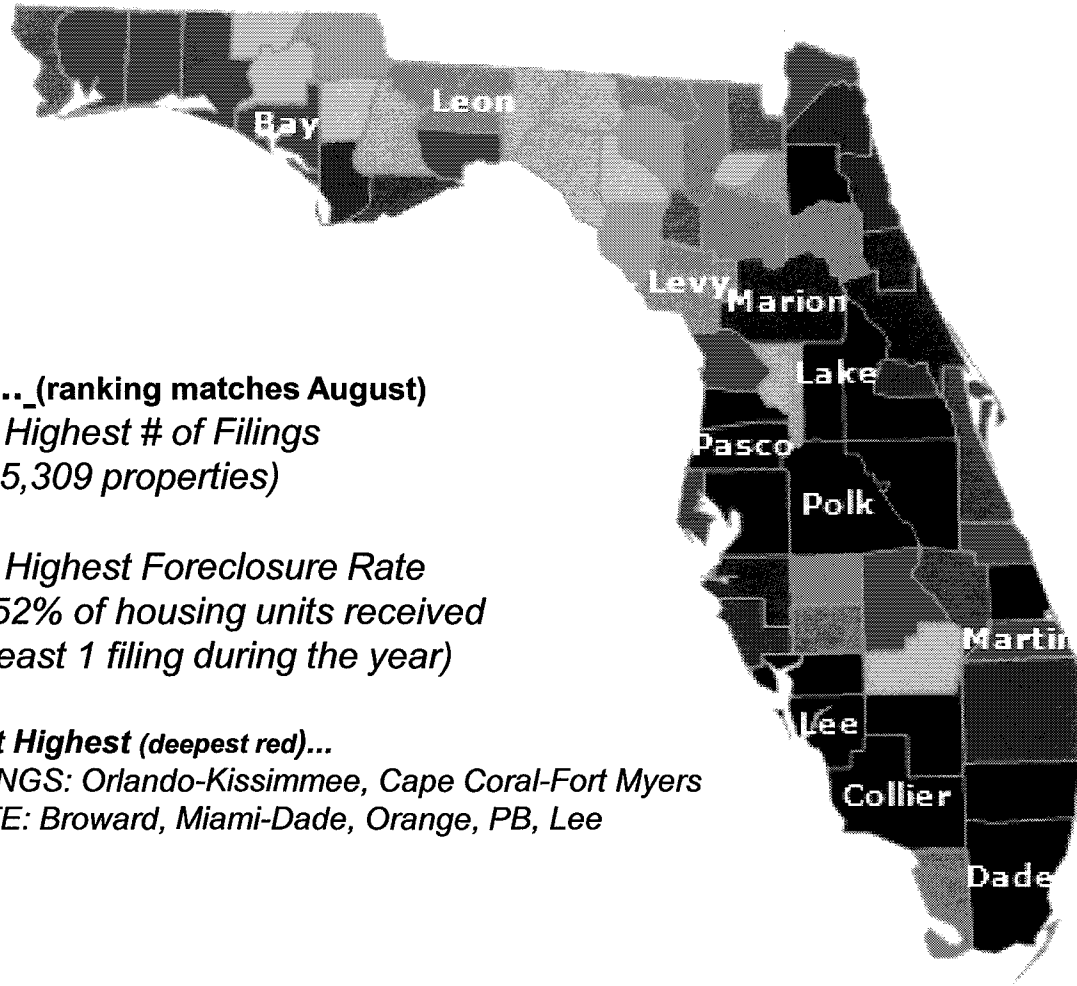 Leon
Bay
Levy
Marion
.._(ranking matches August)
Lake
Highest # of Filings
Pasco
5,309 properties)
Polk
Highest Foreclosure Rate
52% of housing units received
east 1 filing during the year)
Martin
t Highest (deepest red)...
Lee
NGS: Orlando-Kissimmee, Cape Coral-Fort Myers
Collier
E: Broward, Miami-Dade, Orange, PB, Lee
Dade